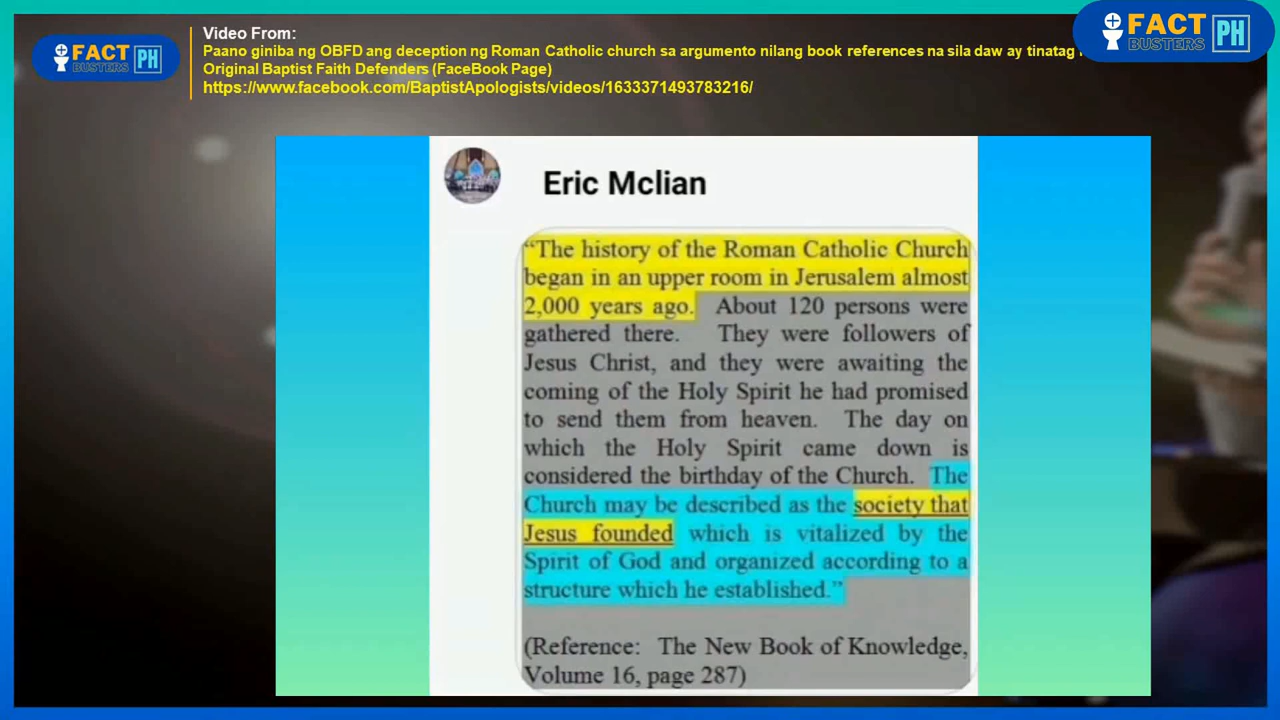 FACT
BUSTERS PH
Video From:
Paano giniba ng OBFD ang deception ng Roman Catholic church sa argumento nilang book references na sila daw ay tinatag
Original Baptist Faith Defenders (FaceBook Page)
https://www.facebook.com/BaptistApologists/videos/1633371493783216/
FACT
BUSTERS PH
Eric Mclian
“The history of the Roman Catholic Church
began in an upper room in Jerusalem almost
2,000 years ago. About 120 persons were
gathered there. They were followers of
Jesus Christ, and they were awaiting the
coming of the Holy Spirit he had promised
to send them from heaven. The day on
which the Holy Spirit came down is
considered the birthday of the Church. The
Church may be described as the society that
Jesus founded which is vitalized by the
Spirit of God and organized according to a
structure which he established.”
(Reference: The New Book of Knowledge,
Volume 16, page 287)